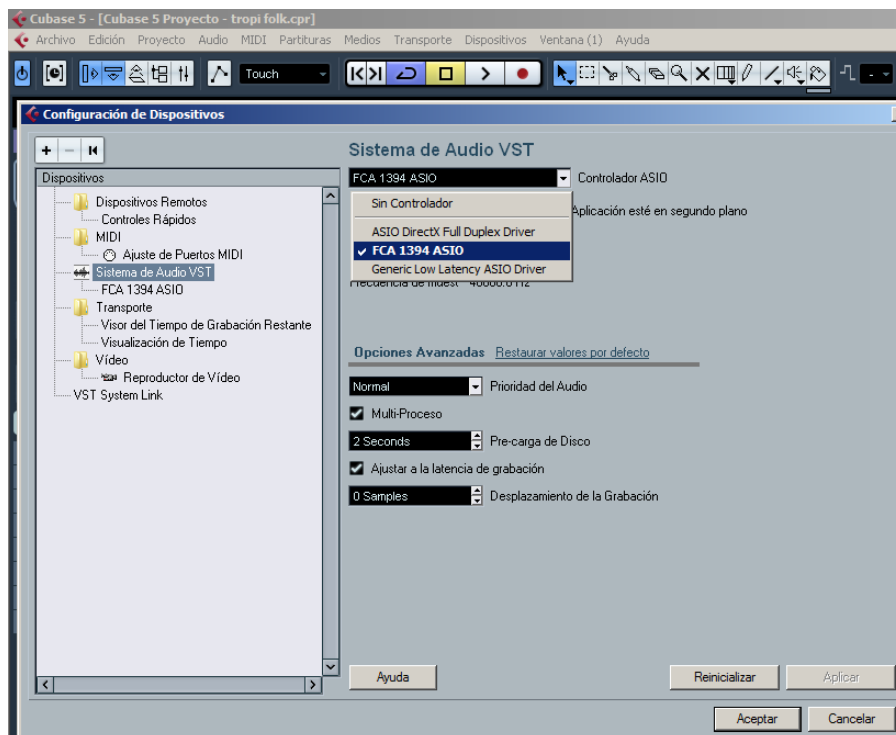 Cubase 5 - [Cubase 5 Proyecto - tropi folk.cpr]
Archivo Edición Proyecto Audio MIDI Partituras Medios Transporte Dispositivos Ventana (1) Ayuda
Touch
Configuración de Dispositivos
Dispositivos
Dispositivos Remotos
Controles Rápidos
MIDI
Ajuste de Puertos MIDI
Sistema de Audio VST
FCA 1394 ASIO
Transporte
Visor del Tiempo de Grabación Restante
Visualización de Tiempo
Vídeo
Reproductor de Vídeo
VST System Link
Sistema de Audio VST
FCA 1394 ASIO Controlador ASIO
Sin Controlador
Aplicación esté en segundo plano
ASIO DirectX Full Duplex Driver
FCA 1394 ASIO
Generic Low Latency ASIO Driver
Opciones Avanzadas Restaurar valores por defecto
Normal Prioridad del Audio
Multi-Proceso
2 Seconds Pre-carga de Disco
Ajustar a la latencia de grabación
0 Samples Desplazamiento de la Grabación
Ayuda Reinicializar Aplicar
Aceptar Cancelar